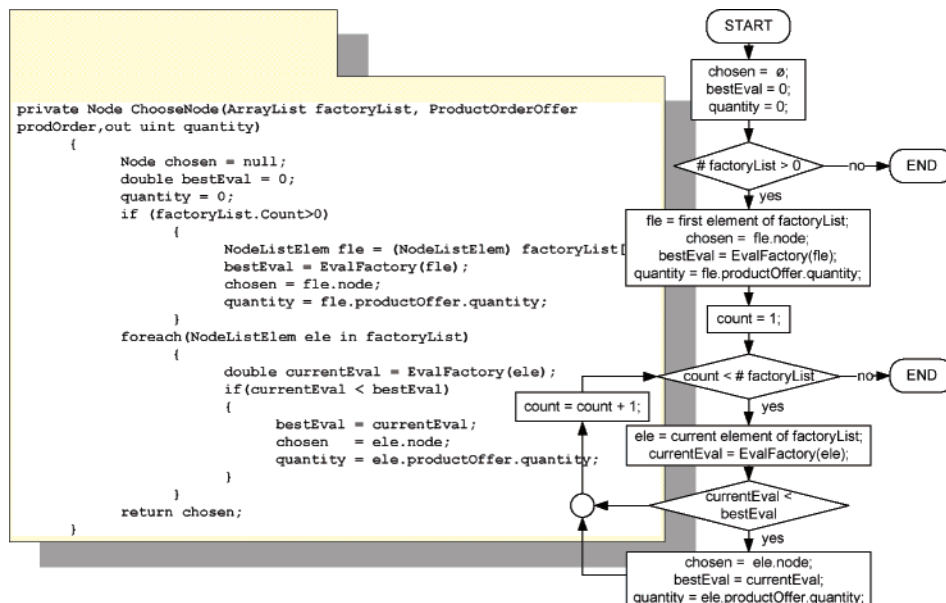 private Node ChooseNode(ArrayList factoryList, ProductOrderOffer
prodOrder,out uint quantity)
{
Node chosen = null;
double bestEval = 0;
quantity = 0;
if (factoryList.Count>0)
{
NodeListElem fle = (NodeListElem) factoryList[
bestEval = EvalFactory(fle);
chosen = fle.node;
quantity = fle.productOffer.quantity;
}
foreach(NodeListElem ele in factoryList)
{
double currentEval = EvalFactory(ele);
if(currentEval < bestEval)
{
bestEval = currentEval;
chosen = ele.node;
quantity = ele.productOffer.quantity;
}
}
return chosen;
}
START
chosen = ø;
bestEval = 0;
quantity = 0;
# factoryList > 0
no
END
yes
fle = first element of factoryList;
chosen = fle.node;
bestEval = EvalFactory(fle);
quantity = fle.productOffer.quantity;
count = 1;
count < # factoryList
no
END
count = count + 1;
yes
ele = current element of factoryList;
currentEval = EvalFactory(ele);
currentEval <
bestEval
yes
chosen = ele.node;
bestEval = currentEval;
quantity = ele.productOffer.quantity;